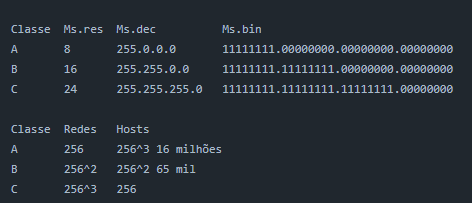 Classe Ms.res Ms.dec Ms.bin
A 8 255.0.0.0 11111111.00000000.00000000.00000000
B 16 255.255.0.0 11111111.11111111.00000000.00000000
C 24 255.255.255.0 11111111.11111111.11111111.00000000
Classe Redes Hosts
A 256 256^3 16 milhões
B 256^2 256^2 65 mil
C 256^3 256